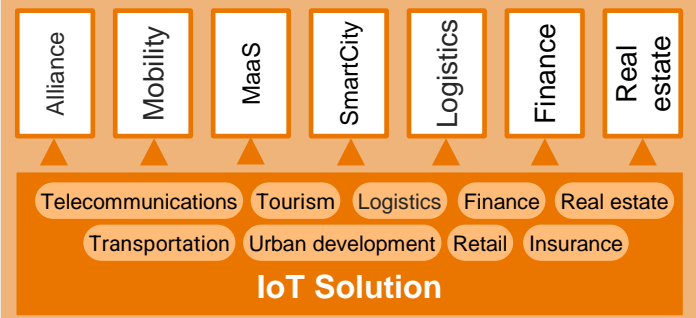 Alliance
Mobility
MaaS
SmartCity
Logistics
Finance
Real
estate
Telecommunications Tourism Logistics Finance Real estate
Transportation Urban development Retail Insurance
IoT Solution